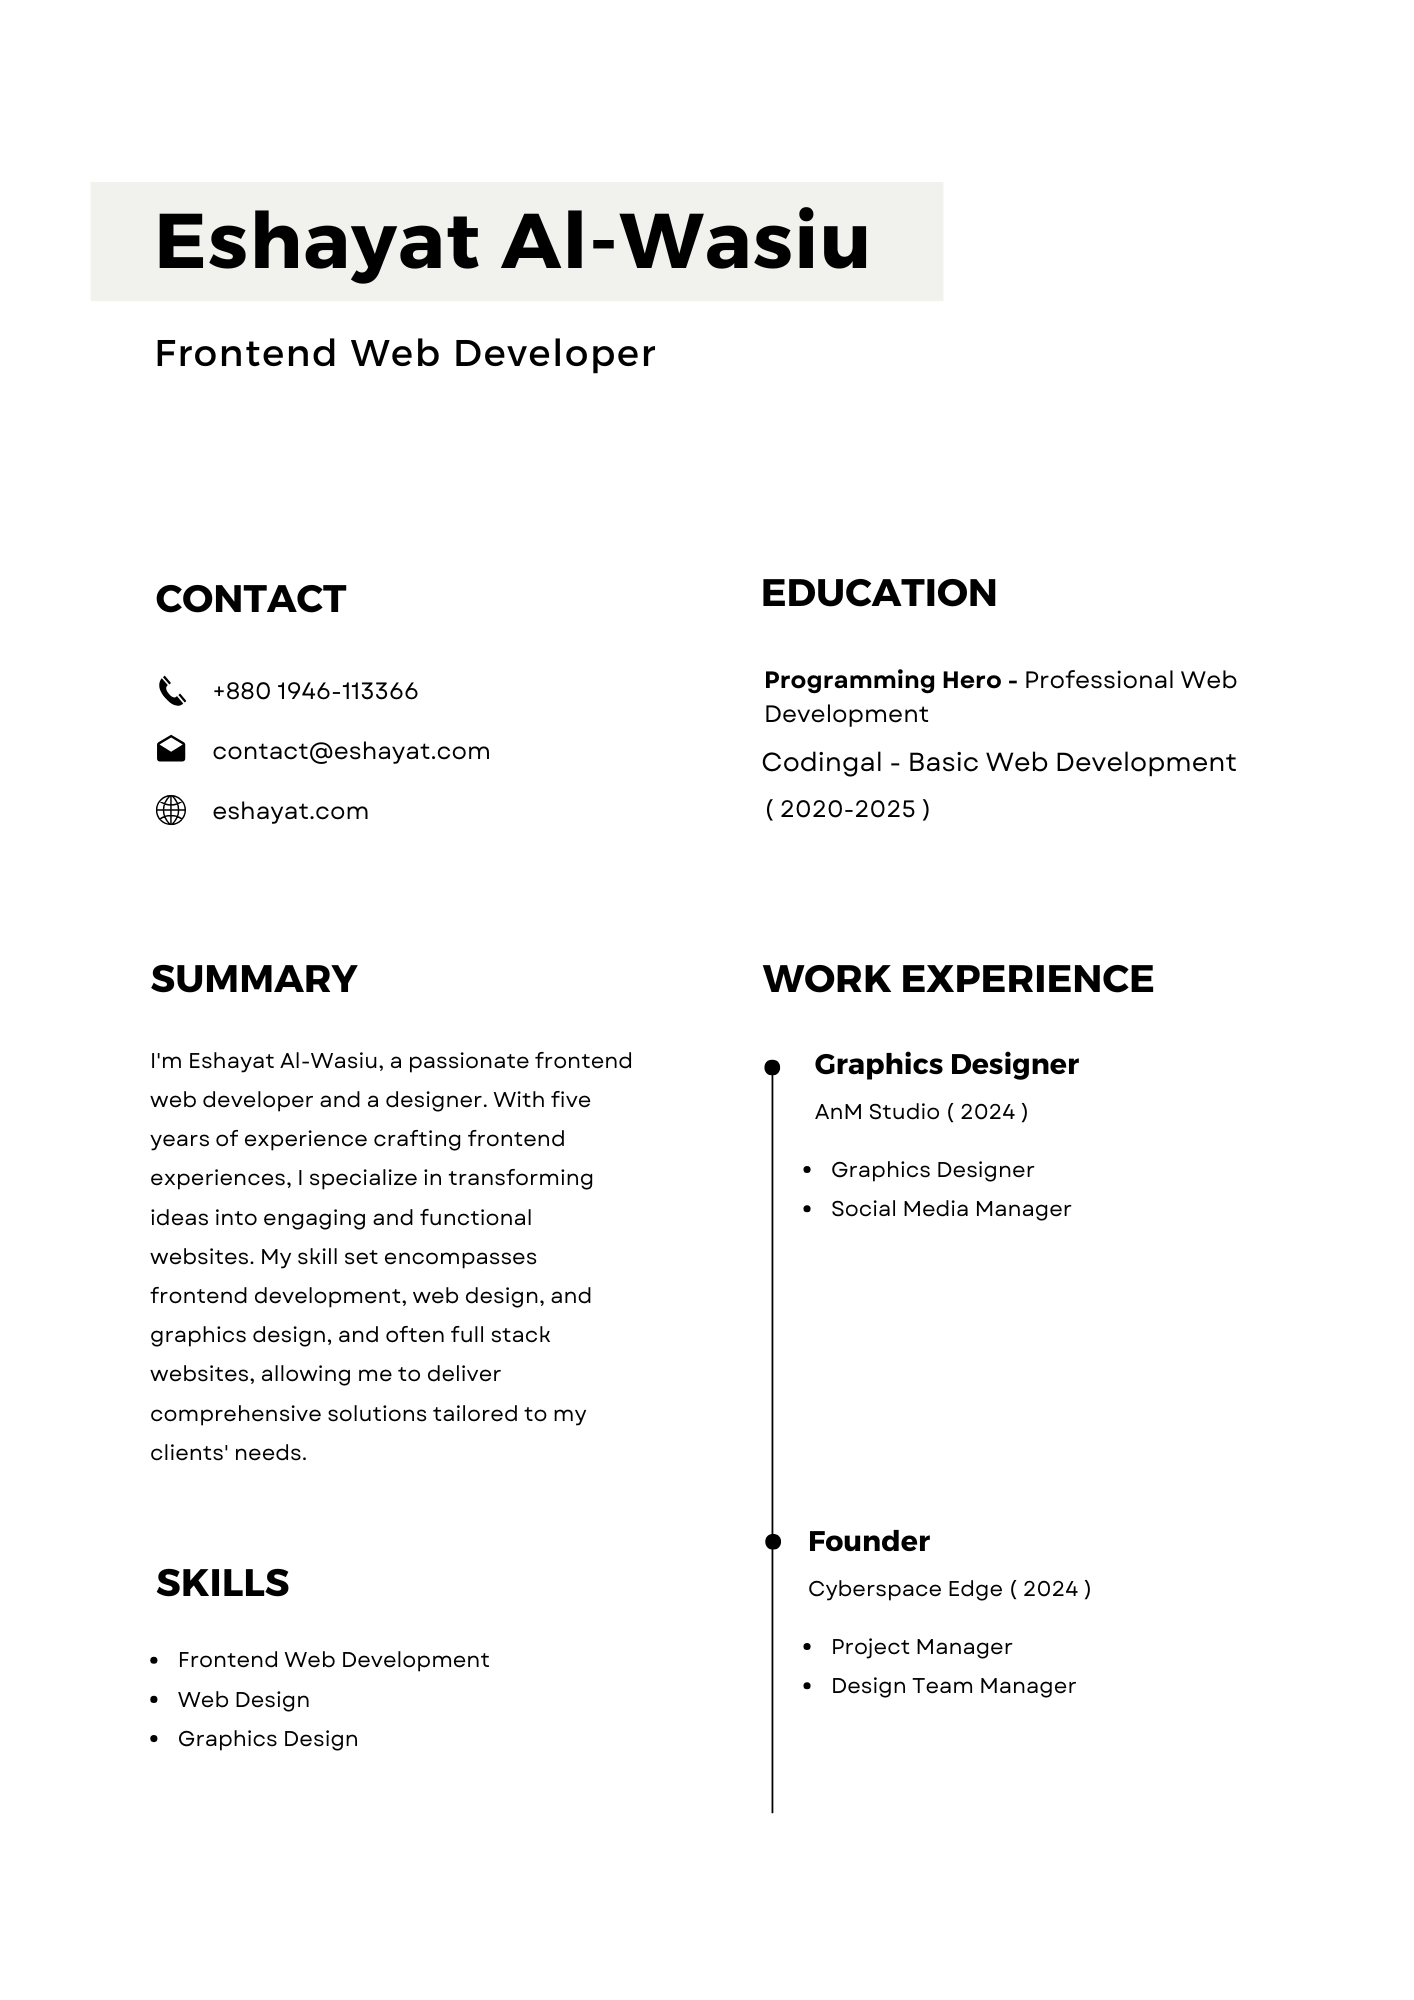 Eshayat Al-Wasiu
Frontend Web Developer
CONTACT
+880 1946-113366
contact@eshayat.com
eshayat.com
EDUCATION
Programming Hero - Professional Web
Development
Codingal - Basic Web Development
( 2020-2025 )
SUMMARY
I'm Eshayat Al-Wasiu, a passionate frontend
web developer and a designer. With five
years of experience crafting frontend
experiences, I specialize in transforming
ideas into engaging and functional
websites. My skill set encompasses
frontend development, web design, and
graphics design, and often full stack
websites, allowing me to deliver
comprehensive solutions tailored to my
clients' needs.
SKILLS
• Frontend Web Development
• Web Design
• Graphics Design
WORK EXPERIENCE
Graphics Designer
AnM Studio ( 2024 )
• Graphics Designer
• Social Media Manager
Founder
Cyberspace Edge ( 2024 )
• Project Manager
• Design Team Manager